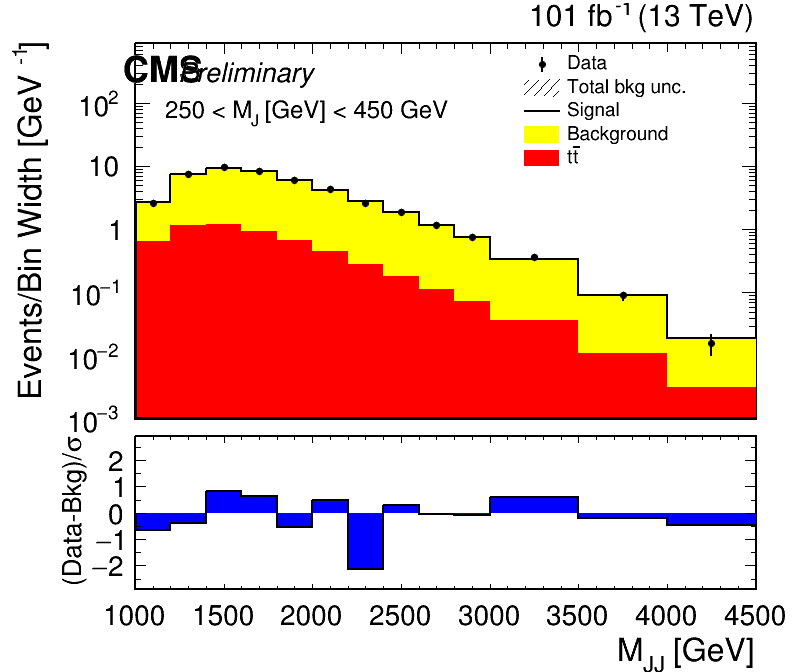 101 fb⁻¹ (13 TeV)
CMS Preliminary
250 < M_J [GeV] < 450 GeV
Data
Total bkg unc.
Signal
Background
tt̄
Events/Bin Width [GeV⁻¹]
10²
10
1
10⁻¹
10⁻²
10⁻³
(Data-Bkg)/σ
2
1
0
−1
−2
1000 1500 2000 2500 3000 3500 4000 4500
M_JJ [GeV]